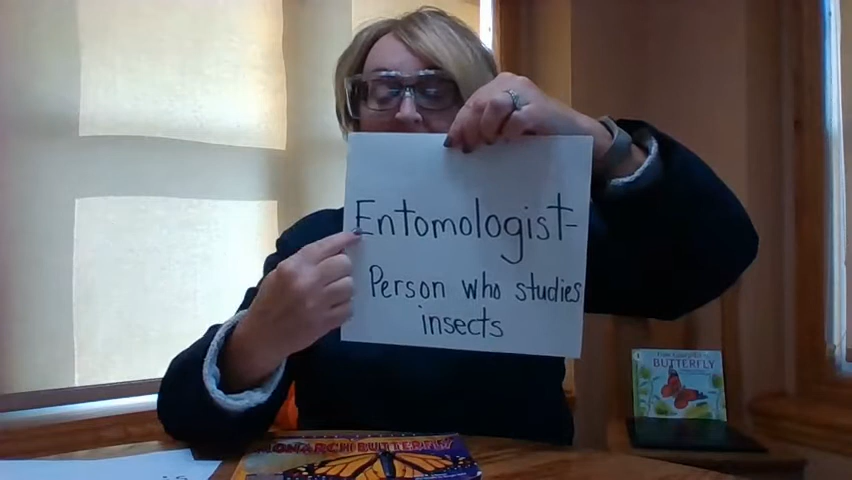 Entomologist-
Person who studies
insects
BUTTERFLY
MONARCH BUTTERFLY